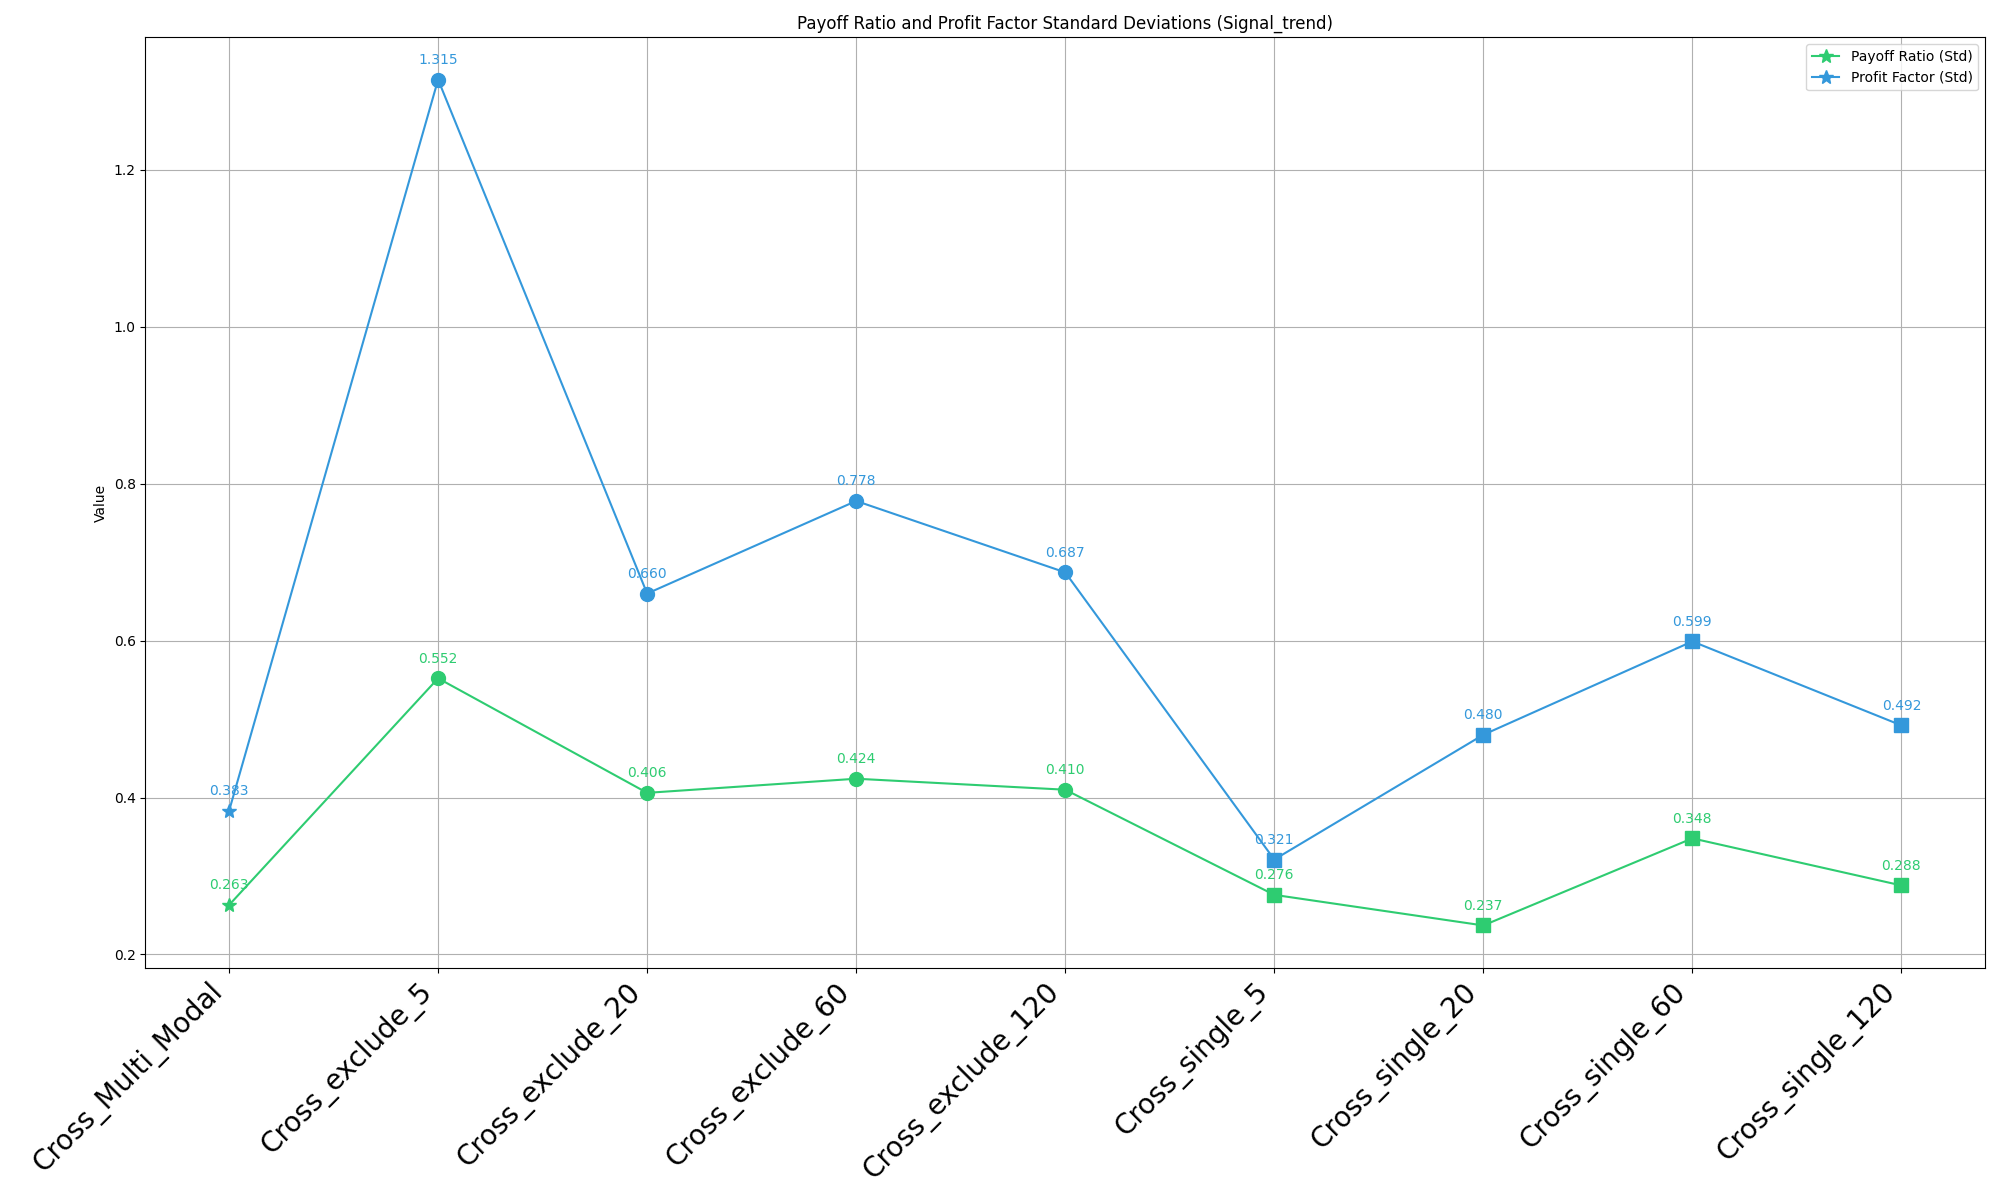 Payoff Ratio and Profit Factor Standard Deviations (Signal_trend)
Payoff Ratio (Std)
Profit Factor (Std)
Value
1.2
1.0
0.8
0.6
0.4
0.2
1.315
0.778
0.687
0.660
0.552
0.599
0.480
0.492
0.424
0.406
0.410
0.383
0.321
0.348
0.263
0.276
0.237
0.288
Cross_Multi_Modal
Cross_exclude_5
Cross_exclude_20
Cross_exclude_60
Cross_exclude_120
Cross_single_5
Cross_single_20
Cross_single_60
Cross_single_120